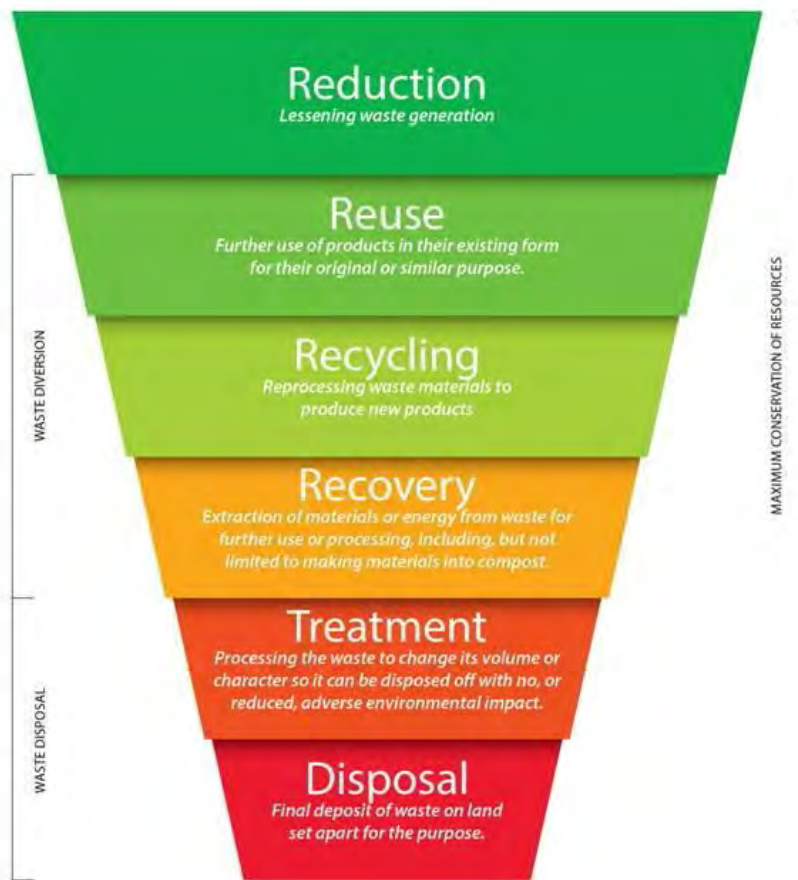 Reduction
Lessening waste generation
Reuse
Further use of products in their existing form
for their original or similar purpose.
Recycling
Reprocessing waste materials to
produce new products
Recovery
Extraction of materials or energy from waste for
further use or processing, including, but not
limited to making materials into compost
Treatment
Processing the waste to change its volume or
character so it can be disposed off with no, or
reduced, adverse environmental impact.
Disposal
Final deposit of waste on land
set apart for the purpose.
WASTE DIVERSION
WASTE DISPOSAL
MAXIMUM CONSERVATION OF RESOURCES